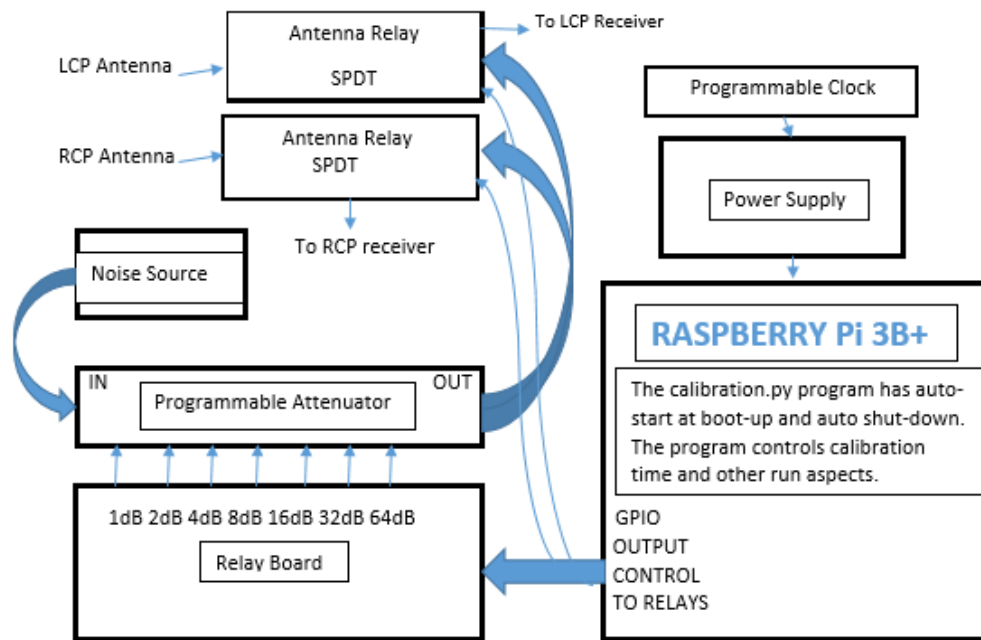 Antenna Relay
SPDT
To LCP Receiver
LCP Antenna
Antenna Relay
SPDT
RCP Antenna
To RCP receiver
Programmable Clock
Power Supply
Noise Source
IN
OUT
Programmable Attenuator
1dB 2dB 4dB 8dB 16dB 32dB 64dB
Relay Board
RASPBERRY Pi 3B+
The calibration.py program has auto-
start at boot-up and auto shut-down.
The program controls calibration
time and other run aspects.
GPIO
OUTPUT
CONTROL
TO RELAYS